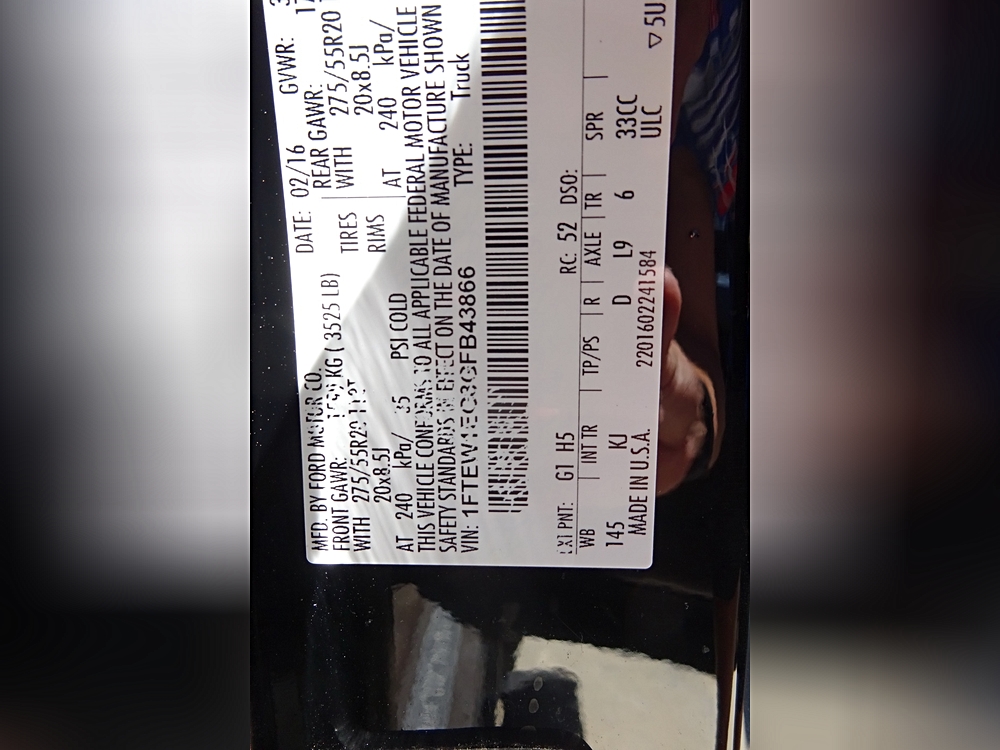 MFD. BY FORD MOTOR CO.
DATE: 02/16 GVWR:
FRONT GAWR: KG ( 3525 LB)
REAR GAWR:
WITH 275/55R20
TIRES
WITH 275/55R20
20x8.5J
RIMS
20x8.5J
AT 240 kPa/ 35 PSI COLD
AT 240 kPa/
THIS VEHICLE CONFORMS TO ALL APPLICABLE FEDERAL MOTOR VEHICLE
SAFETY STANDARDS IN EFFECT ON THE DATE OF MANUFACTURE SHOWN
VIN: 1FTEW1EG3GFB43866
TYPE: Truck
EXT PNT: G1 H5 RC: 52 DSO:
WB INT TR TP/PS R AXLE TR SPR
145 KJ D L9 6 33CC
MADE IN U.S.A. 2201602241584 ULC
▽ 5U